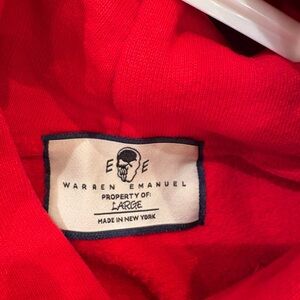 E E
WARREN EMANUEL
PROPERTY OF:
LARGE
MADE IN NEW YORK